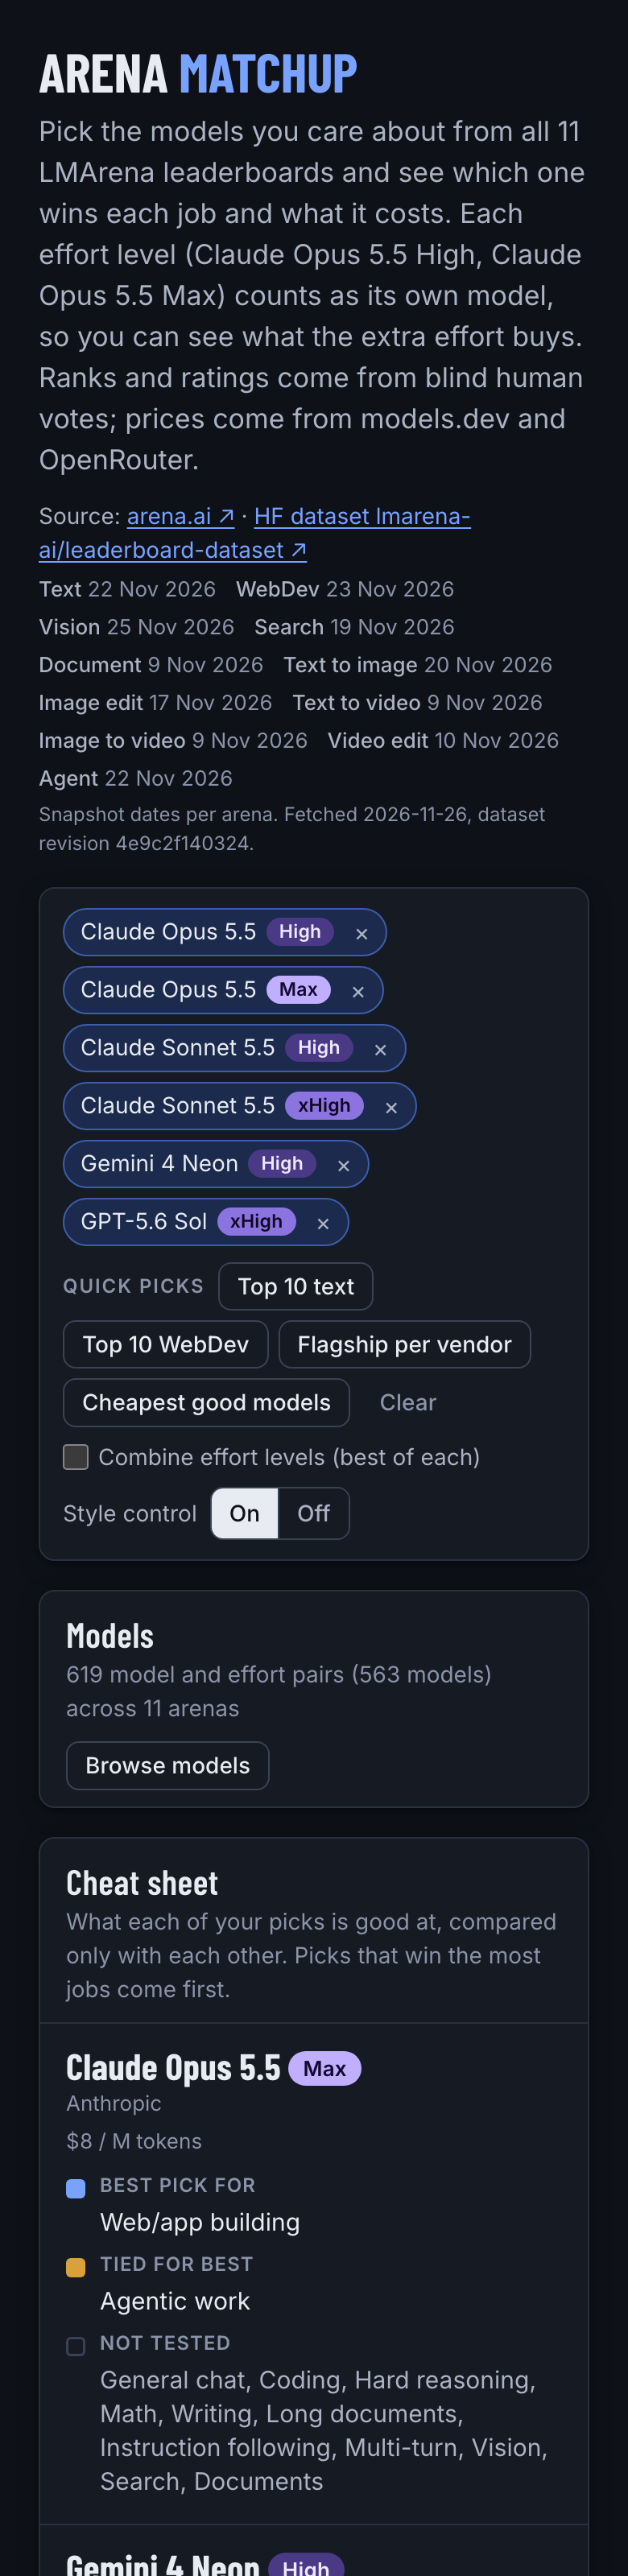 ARENA MATCHUP
Pick the models you care about from all 11
LMArena leaderboards and see which one
wins each job and what it costs. Each
effort level (Claude Opus 5.5 High, Claude
Opus 5.5 Max) counts as its own model,
so you can see what the extra effort buys.
Ranks and ratings come from blind human
votes; prices come from models.dev and
OpenRouter.
Source: arena.ai ↗ · HF dataset lmarena-
ai/leaderboard-dataset ↗
Text 22 Nov 2026 WebDev 23 Nov 2026
Vision 25 Nov 2026 Search 19 Nov 2026
Document 9 Nov 2026 Text to image 20 Nov 2026
Image edit 17 Nov 2026 Text to video 9 Nov 2026
Image to video 9 Nov 2026 Video edit 10 Nov 2026
Agent 22 Nov 2026
Snapshot dates per arena. Fetched 2026-11-26, dataset
revision 4e9c2f140324.
Claude Opus 5.5 High ×
Claude Opus 5.5 Max ×
Claude Sonnet 5.5 High ×
Claude Sonnet 5.5 xHigh ×
Gemini 4 Neon High ×
GPT-5.6 Sol xHigh ×
QUICK PICKS Top 10 text
Top 10 WebDev Flagship per vendor
Cheapest good models Clear
Combine effort levels (best of each)
Style control On Off
Models
619 model and effort pairs (563 models)
across 11 arenas
Browse models
Cheat sheet
What each of your picks is good at, compared
only with each other. Picks that win the most
jobs come first.
Claude Opus 5.5 Max
Anthropic
$8 / M tokens
BEST PICK FOR
Web/app building
TIED FOR BEST
Agentic work
NOT TESTED
General chat, Coding, Hard reasoning,
Math, Writing, Long documents,
Instruction following, Multi-turn, Vision,
Search, Documents
Gemini 4 Neon High